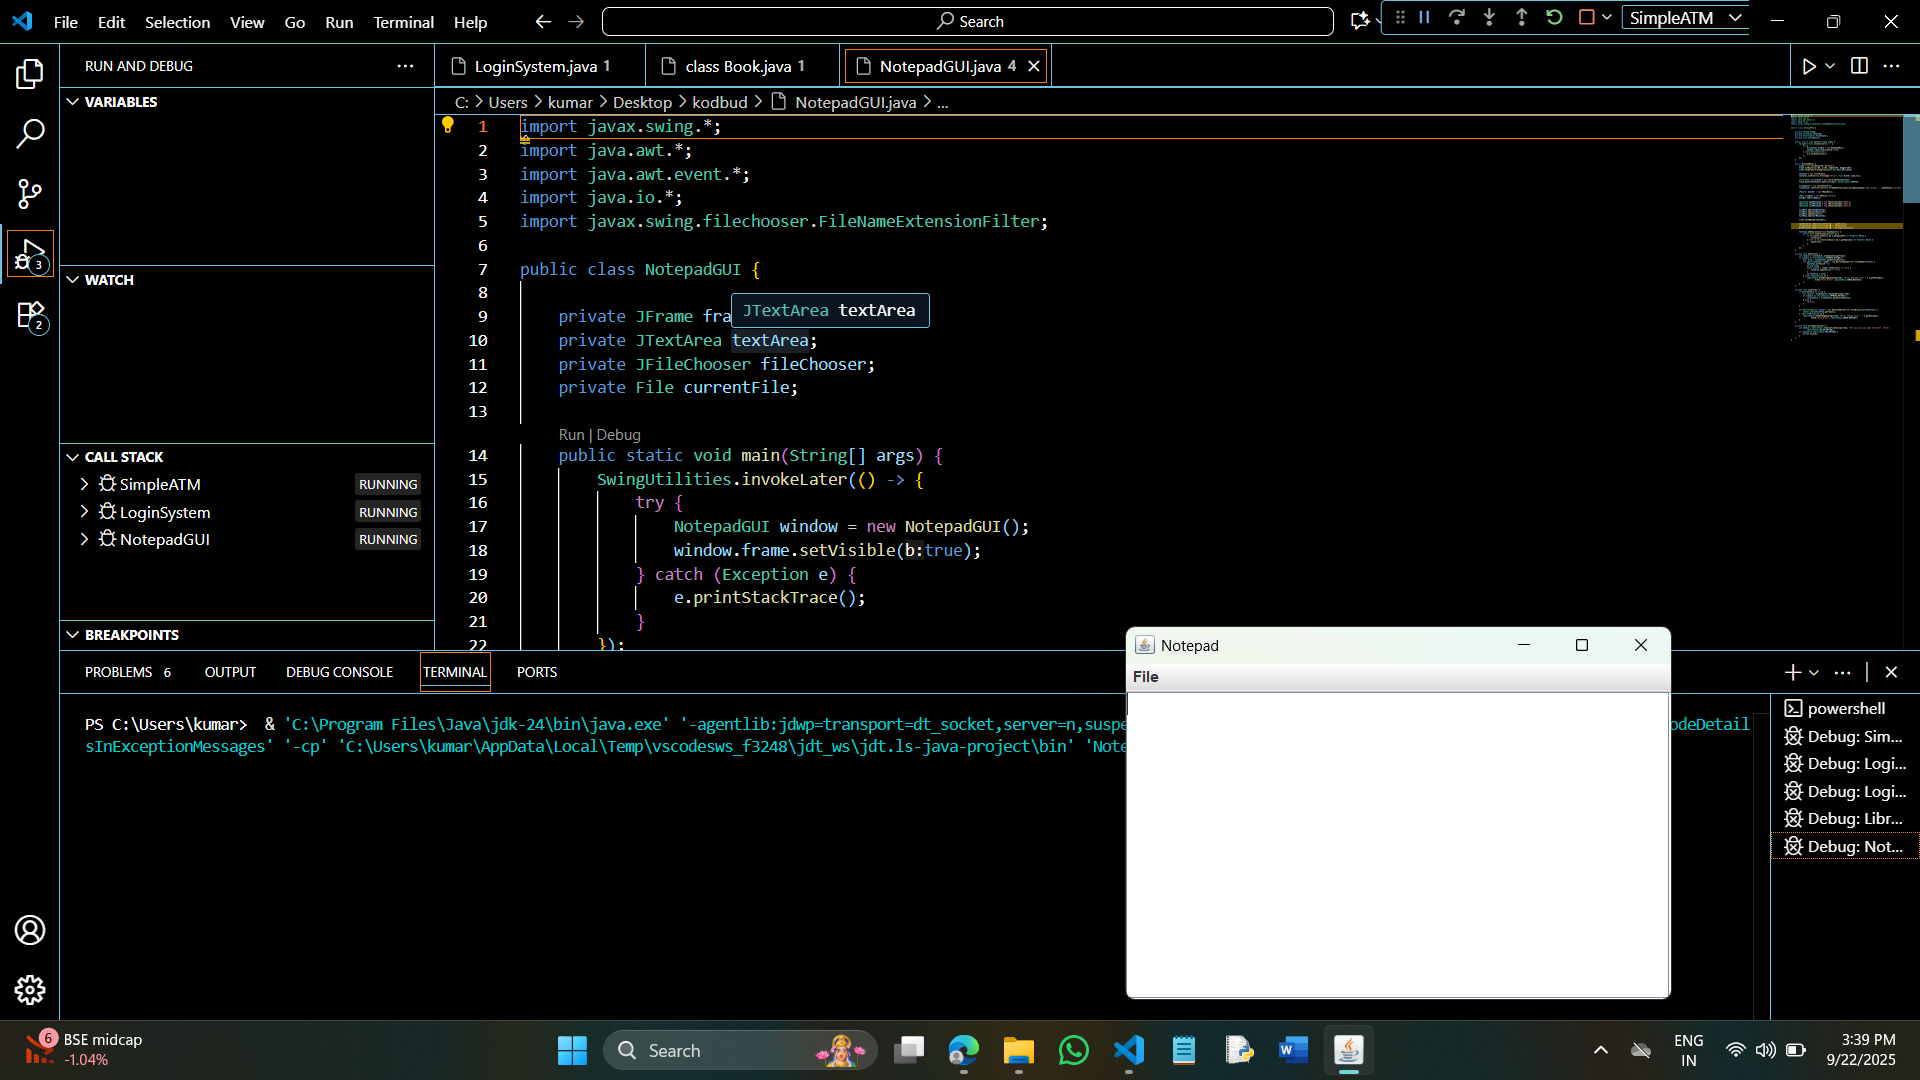 File Edit Selection View Go Run Terminal Help
Search
SimpleATM
RUN AND DEBUG
LoginSystem.java 1
class Book.java 1
NotepadGUI.java 4
VARIABLES
C: > Users > kumar > Desktop > kodbud > NotepadGUI.java > ...
1 import javax.swing.*;
2 import java.awt.*;
3 import java.awt.event.*;
4 import java.io.*;
5 import javax.swing.filechooser.FileNameExtensionFilter;
6
7 public class NotepadGUI {
8
JTextArea textArea
9 private JFrame fra
10 private JTextArea textArea;
11 private JFileChooser fileChooser;
12 private File currentFile;
13
Run | Debug
14 public static void main(String[] args) {
15 SwingUtilities.invokeLater(() -> {
16 try {
17 NotepadGUI window = new NotepadGUI();
18 window.frame.setVisible(b:true);
19 } catch (Exception e) {
20 e.printStackTrace();
21 }
22 });
3
2
WATCH
CALL STACK
SimpleATM RUNNING
LoginSystem RUNNING
NotepadGUI RUNNING
BREAKPOINTS
PROBLEMS 6 OUTPUT DEBUG CONSOLE TERMINAL PORTS
PS C:\Users\kumar> & 'C:\Program Files\Java\jdk-24\bin\java.exe' '-agentlib:jdwp=transport=dt_socket,server=n,suspe odeDetail
sInExceptionMessages' '-cp' 'C:\Users\kumar\AppData\Local\Temp\vscodesws_f3248\jdt_ws\jdt.ls-java-project\bin' 'Note
Notepad
File
powershell
Debug: Sim...
Debug: Logi...
Debug: Logi...
Debug: Libr...
Debug: Not...
6
BSE midcap
-1.04%
Search
ENG
IN
3:39 PM
9/22/2025